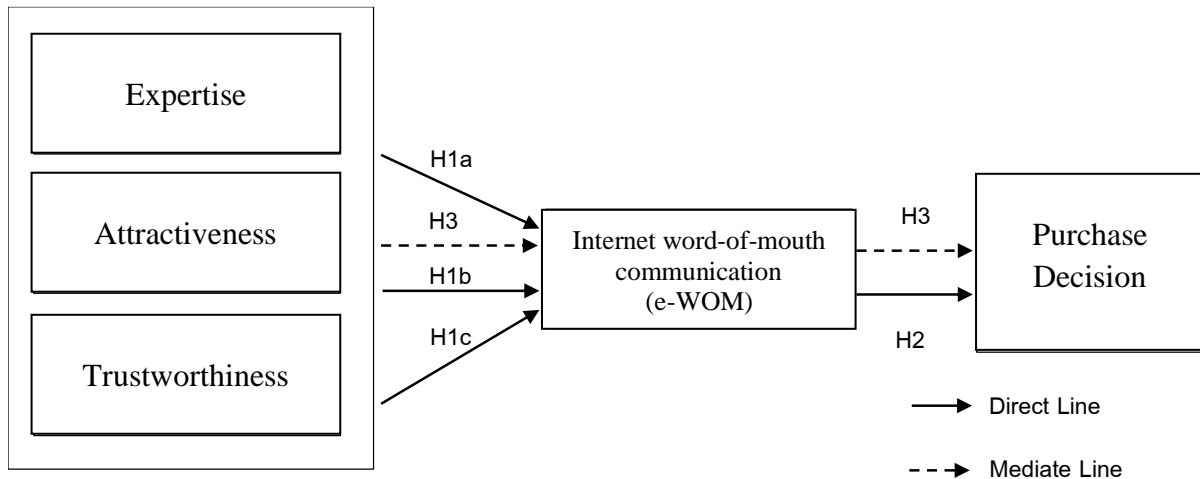 Expertise
Attractiveness
Trustworthiness
H1a
H3
H1b
H1c
Internet word-of-mouth
communication
(e-WOM)
H3
H2
Purchase
Decision
Direct Line
Mediate Line